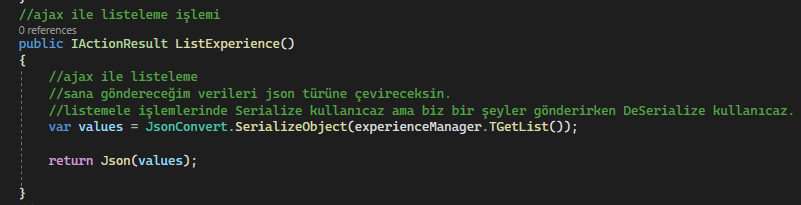 //ajax ile listeleme işlemi
0 references
public IActionResult ListExperience()
{
//ajax ile listeleme
//sana göndereceğim verileri json türüne çevireceksin.
//listemele işlemlerinde Serialize kullanıcaz ama biz bir şeyler gönderirken DeSerialize kullanıcaz.
var values = JsonConvert.SerializeObject(experienceManager.TGetList());
return Json(values);
}